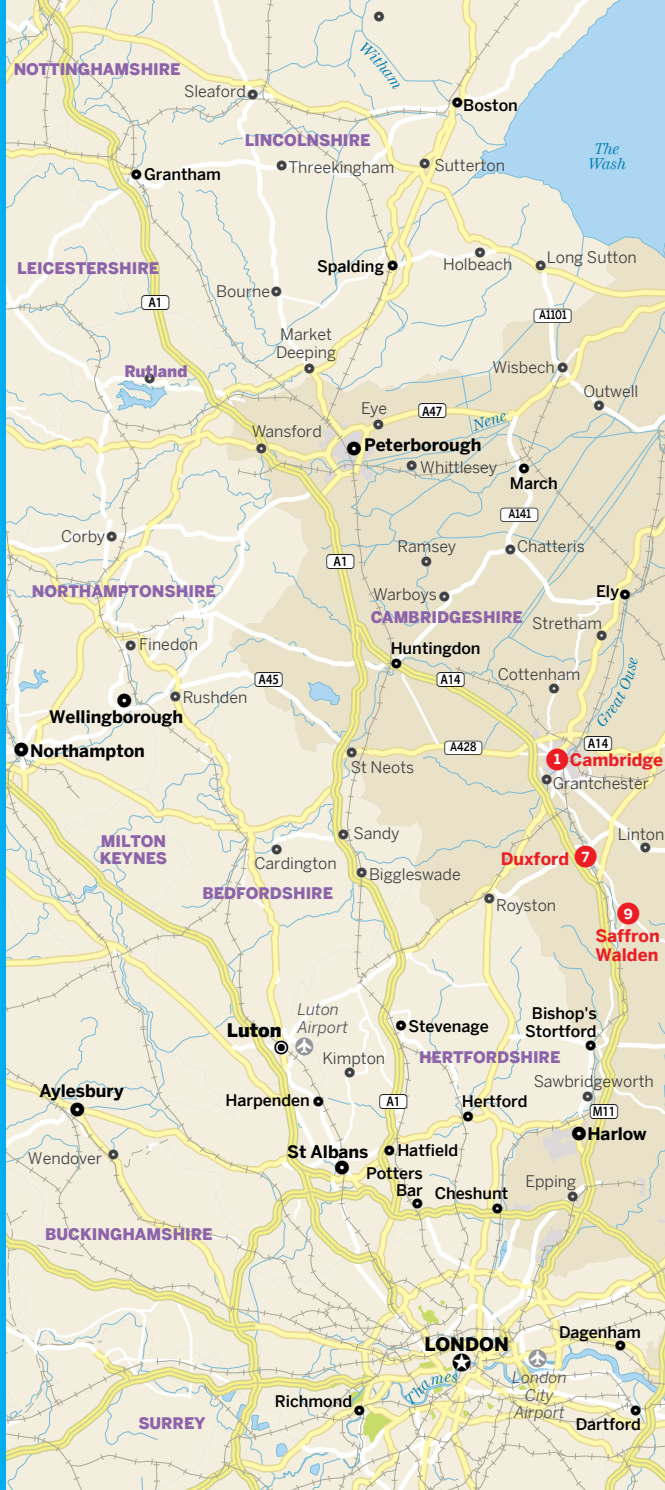 NOTTINGHAMSHIRE
Witham
Sleaford
Boston
LINCOLNSHIRE
The
Wash
Threekingham
Sutterton
Grantham
LEICESTERSHIRE
Spalding
Holbeach
Long Sutton
Bourne
A1
A1101
Market
Deeping
Rutland
Wisbech
Outwell
Eye
A47
Nene
Wansford
Peterborough
Whittlesey
March
A141
Corby
Ramsey
Chatteris
A1
NORTHAMPTONSHIRE
Warboys
Ely
CAMBRIDGESHIRE
Stretham
Finedon
Huntingdon
A45
A14
Cottenham
Great Ouse
Rushden
Wellingborough
Northampton
A428
A14
St Neots
1 Cambridge
Grantchester
MILTON
KEYNES
Sandy
Linton
Cardington
Duxford 7
Biggleswade
BEDFORDSHIRE
Royston
9
Saffron
Walden
Luton
Airport
Luton
Stevenage
Bishop's
Stortford
Kimpton
HERTFORDSHIRE
Sawbridgeworth
Aylesbury
Harpenden
A1
Hertford
M11
Harlow
Wendover
St Albans
Hatfield
Potters
Bar
Cheshunt
Epping
BUCKINGHAMSHIRE
LONDON
Dagenham
Thames
London
City
Airport
Richmond
Dartford
SURREY